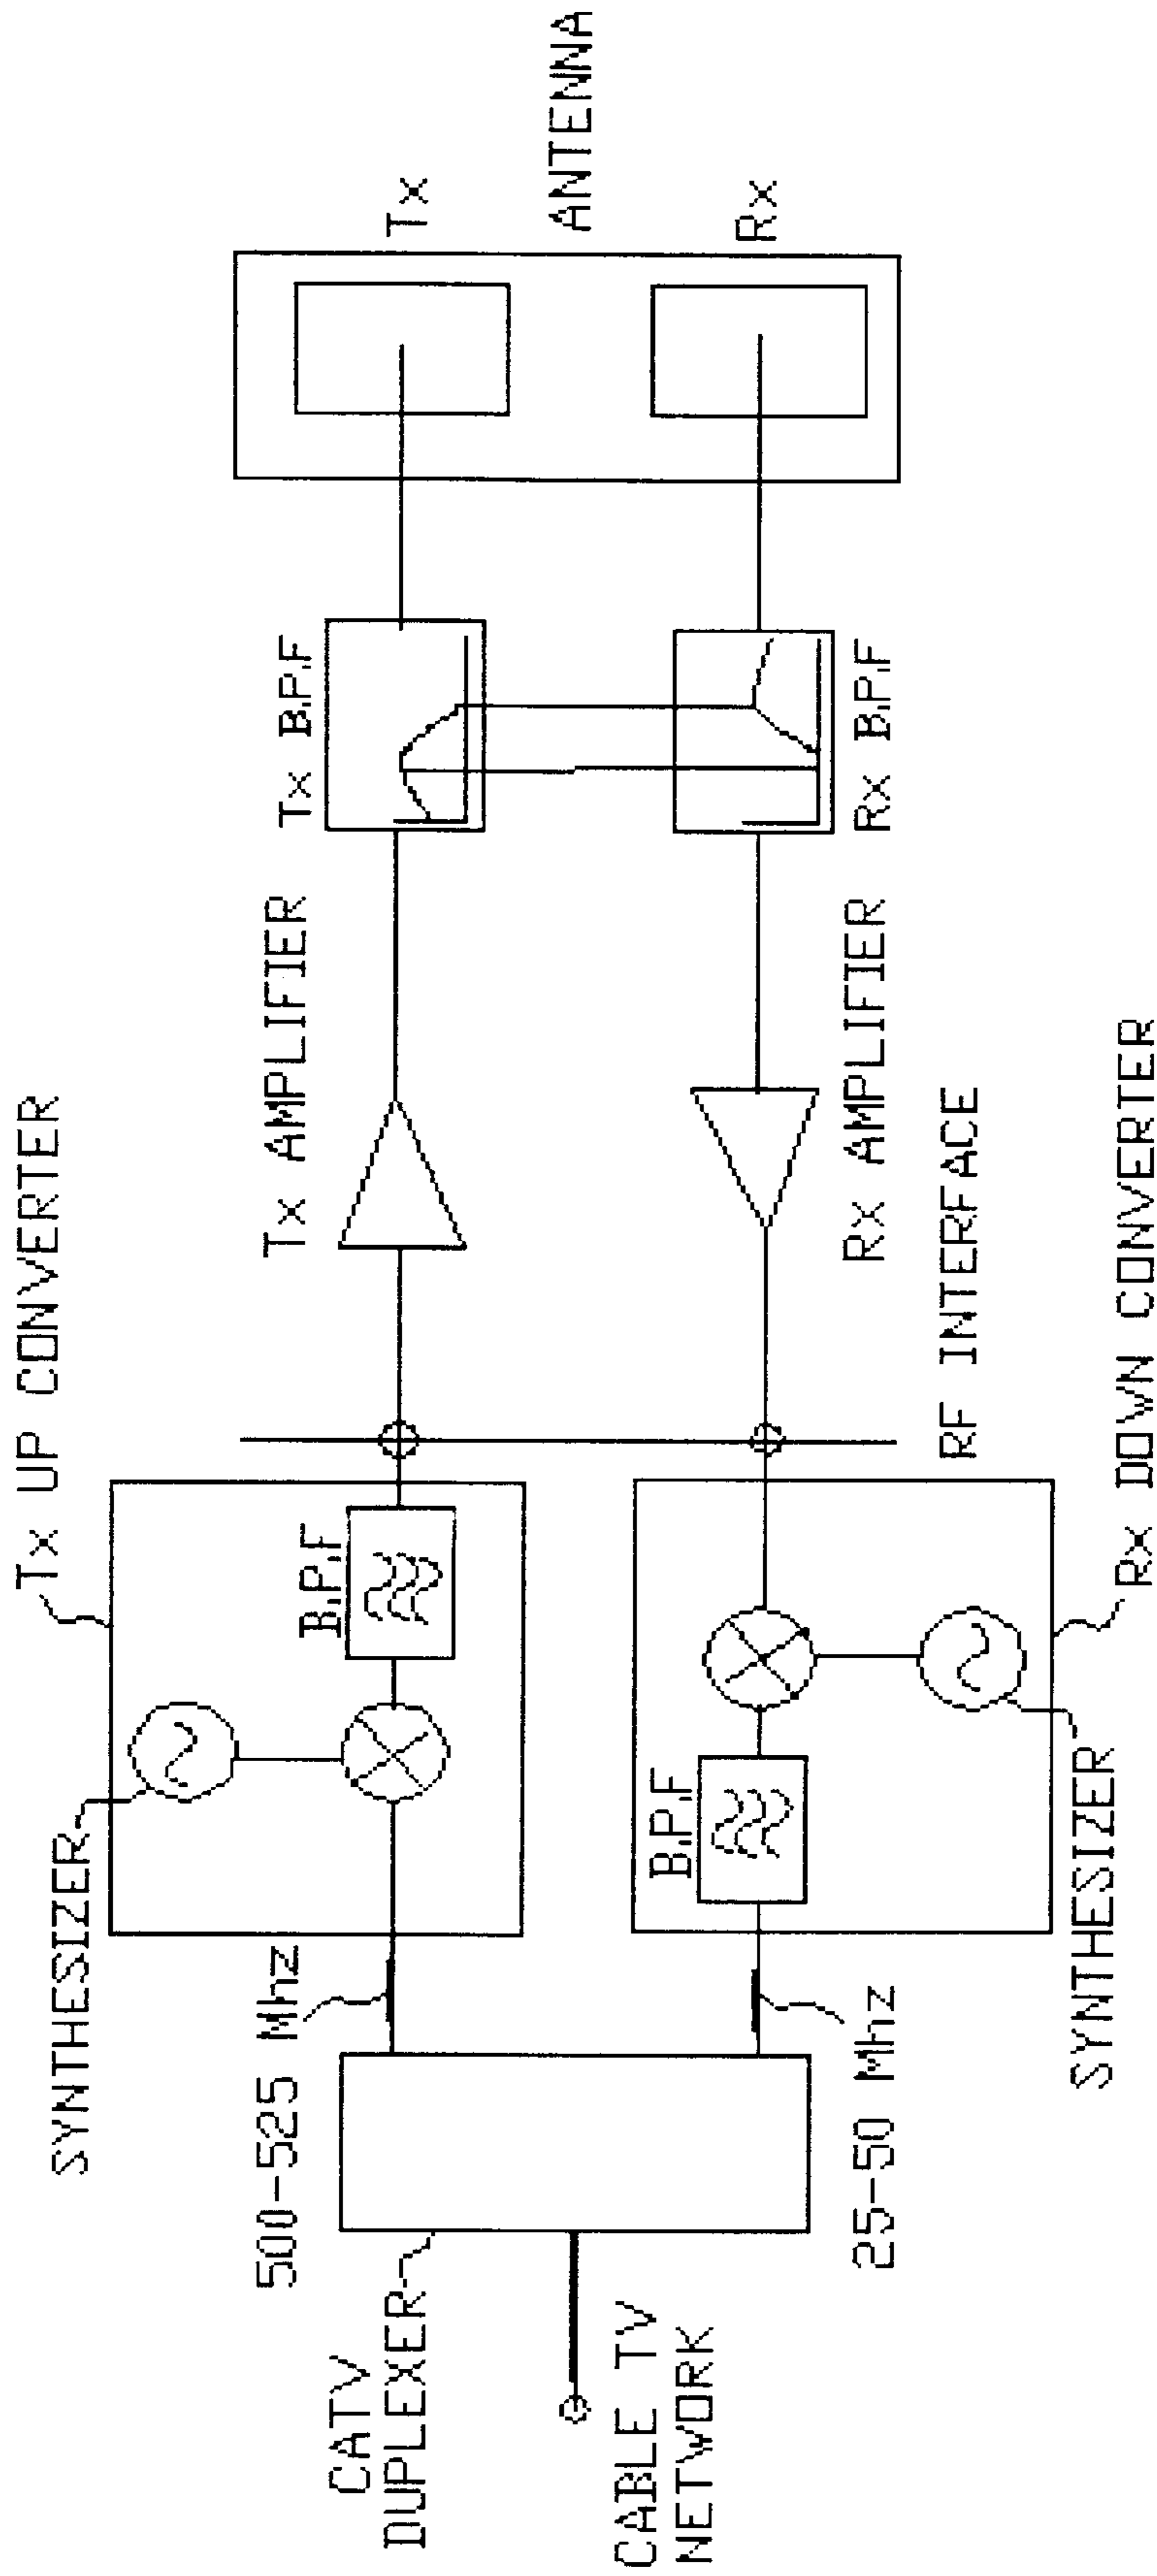 Tx UP CONVERTER
SYNTHESIZER
B.P.F
Tx AMPLIFIER
Tx B.P.F
Tx
ANTENNA
500-525 Mhz
CATV
DUPLEXER
CABLE TV
NETWORK
25-50 Mhz
B.P.F
Rx AMPLIFIER
Rx B.P.F
Rx
RF INTERFACE
SYNTHESIZER
Rx DOWN CONVERTER